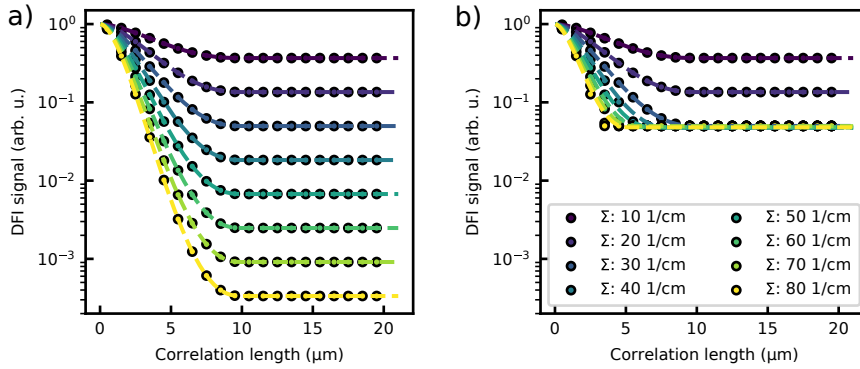 a)
DFI signal (arb. u.)
10⁰
10⁻¹
10⁻²
10⁻³
0 5 10 15 20
Correlation length (μm)
b)
DFI signal (arb. u.)
10⁰
10⁻¹
10⁻²
10⁻³
Σ: 10 1/cm Σ: 50 1/cm
Σ: 20 1/cm Σ: 60 1/cm
Σ: 30 1/cm Σ: 70 1/cm
Σ: 40 1/cm Σ: 80 1/cm
0 5 10 15 20
Correlation length (μm)